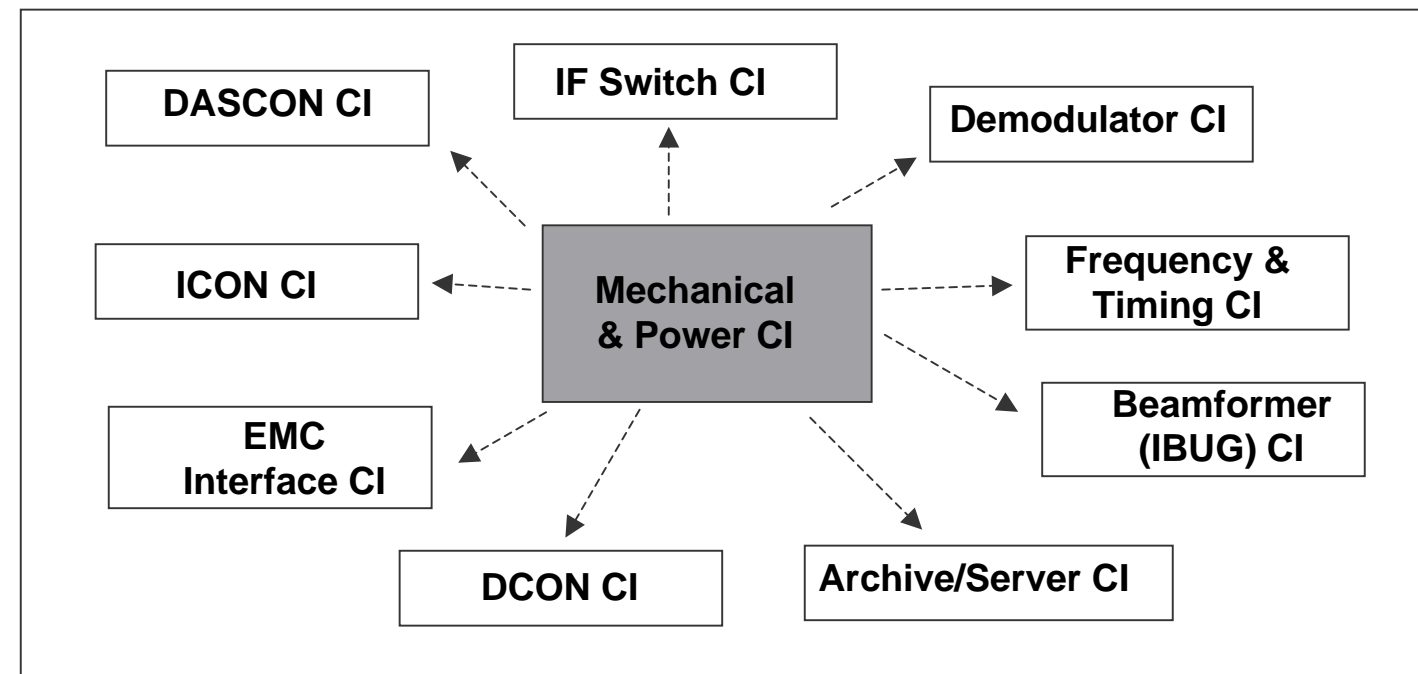 IF Switch CI
DASCON CI
Demodulator CI
ICON CI
Mechanical
& Power CI
Frequency &
Timing CI
EMC
Interface CI
Beamformer
(IBUG) CI
DCON CI
Archive/Server CI